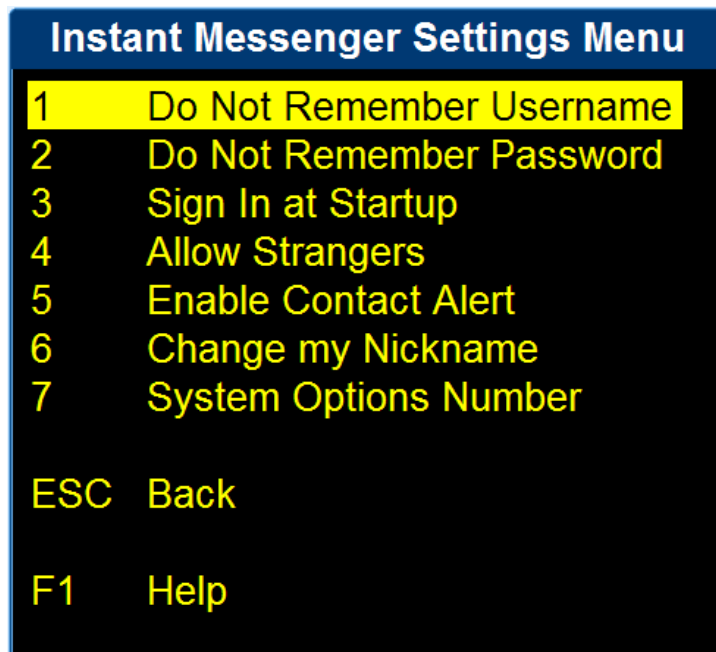 Instant Messenger Settings Menu
1 Do Not Remember Username
2 Do Not Remember Password
3 Sign In at Startup
4 Allow Strangers
5 Enable Contact Alert
6 Change my Nickname
7 System Options Number
ESC Back
F1 Help